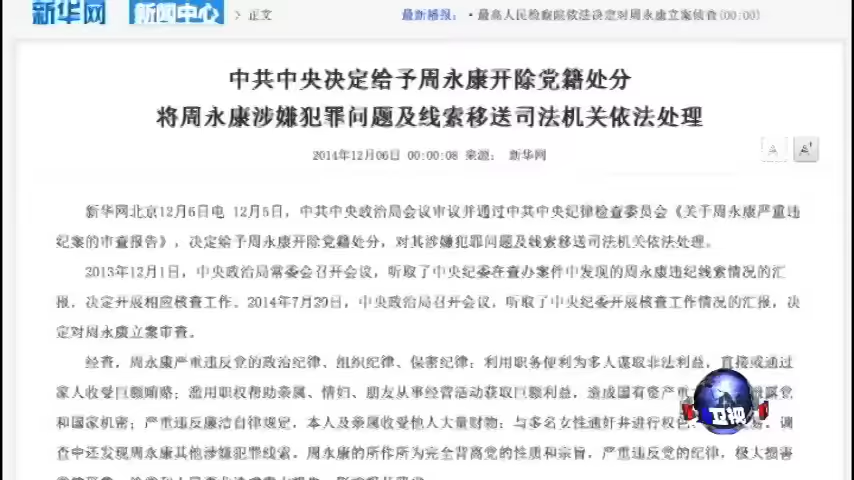 新华网 新闻中心 > 正文 最新播报： · 最高人民检察院依法决定对周永康立案侦查(00:00)
中共中央决定给予周永康开除党籍处分
将周永康涉嫌犯罪问题及线索移送司法机关依法处理
2014年12月06日 00:00:08 来源： 新华网
A- A+
新华网北京12月6日电 12月5日，中共中央政治局会议审议并通过中共中央纪律检查委员会《关于周永康严重违
纪案的审查报告》，决定给予周永康开除党籍处分，对其涉嫌犯罪问题及线索移送司法机关依法处理。
2013年12月1日，中央政治局常委会召开会议，听取了中央纪委在查办案件中发现的周永康违纪线索情况的汇
报，决定开展相应核查工作。2014年7月29日，中央政治局召开会议，听取了中央纪委开展核查工作情况的汇报，决
定对周永康立案审查。
经查，周永康严重违反党的政治纪律、组织纪律、保密纪律；利用职务便利为多人谋取非法利益，直接或通过
家人收受巨额贿赂；滥用职权帮助亲属、情妇、朋友从事经营活动获取巨额利益，造成国有资产重 泄露党
和国家机密；严重违反廉洁自律规定，本人及亲属收受他人大量财物；与多名女性通奸并进行权色 易。调
卫视
查中还发现周永康其他涉嫌犯罪线索。周永康的所作所为完全背离党的性质和宗旨，严重违反党的纪律，极大损害